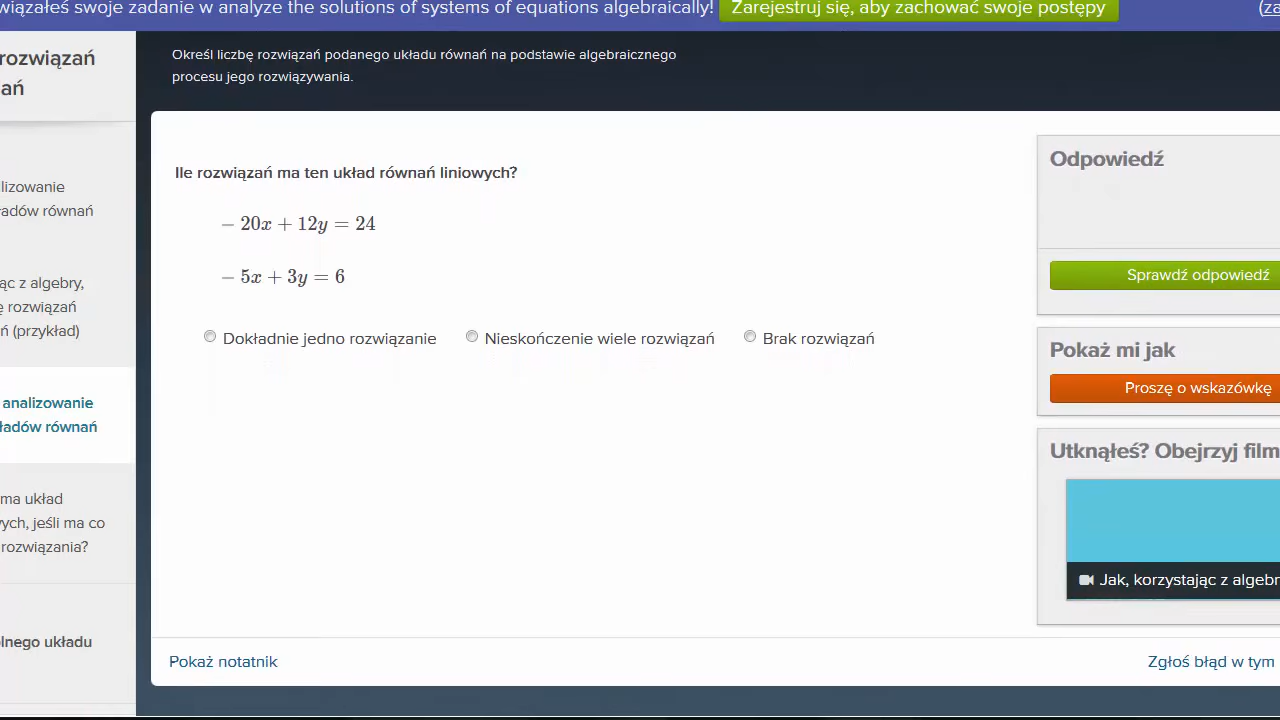 wiązałeś swoje zadanie w analyze the solutions of systems of equations algebraically! Zarejestruj się, aby zachować swoje postępy (za
rozwiązań
ań
lizowanie
adów równań
ąc z algebry,
ę rozwiązań
ń (przykład)
analizowanie
ładów równań
ma układ
vych, jeśli ma co
rozwiązania?
olnego układu
Określ liczbę rozwiązań podanego układu równań na podstawie algebraicznego
procesu jego rozwiązywania.
Ile rozwiązań ma ten układ równań liniowych?
− 20x + 12y = 24
− 5x + 3y = 6
Dokładnie jedno rozwiązanie Nieskończenie wiele rozwiązań Brak rozwiązań
Pokaż notatnik
Zgłoś błąd w tym
Odpowiedź
Sprawdź odpowiedź
Pokaż mi jak
Proszę o wskazówkę
Utknąłeś? Obejrzyj film
Jak, korzystając z algebr